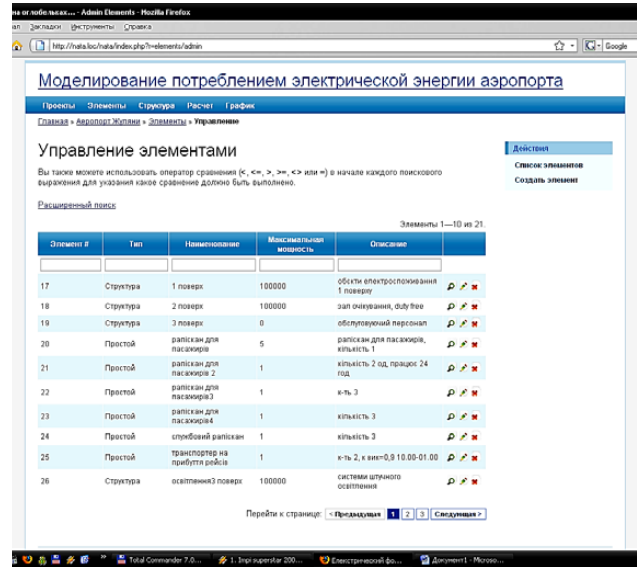 на оглобельках... - Admin Elements - Mozilla Firefox
Закладки Инструменты Справка
http://nata.loc/nata/index.php?r=elements/admin
Google
Моделирование потреблением электрической энергии аэропорта
Проекты Элементы Структура Расчет График
Главная » Аеропорт Жуляни » Элементы » Управление
Управление элементами
Вы также можете использовать оператор сравнения (<, <=, >, >=, <> или =) в начале каждого поискового
выражения для указания какое сравнение должно быть выполнено.
Расширенный поиск
Действия
Список элементов
Создать элемент
Элементы 1—10 из 21.
Элемент # Тип Наименование Максимальная мощность Описание
17 Структура 1 поверх 100000 обєкти електроспоживання 1 поверху
18 Структура 2 поверх 100000 зал очікування, duty free
19 Структура 3 поверх 0 обслуговуючий персонал
20 Простой рапіскан для пасажирів 5 рапіскан для пасажирів, кількість 1
21 Простой рапіскан для пасажирів 2 1 кількість 2 од, працює 24 год
22 Простой рапіскан для пасажирів3 1 к-ть 3
23 Простой рапіскан для пасажирів4 1 кількість 3
24 Простой службовий рапіскан 1 кількість 3
25 Простой транспортер на прибуття рейсів 1 к-ть 2, к вик=0,9 10.00-01.00
26 Структура освітлення3 поверх 100000 системи штучного освітлення
Перейти к странице: < Предыдущая 1 2 3 Следующая >
Total Commander 7.0... 1. Impi superstar 200... Електричний фо... Документ1 - Microso...